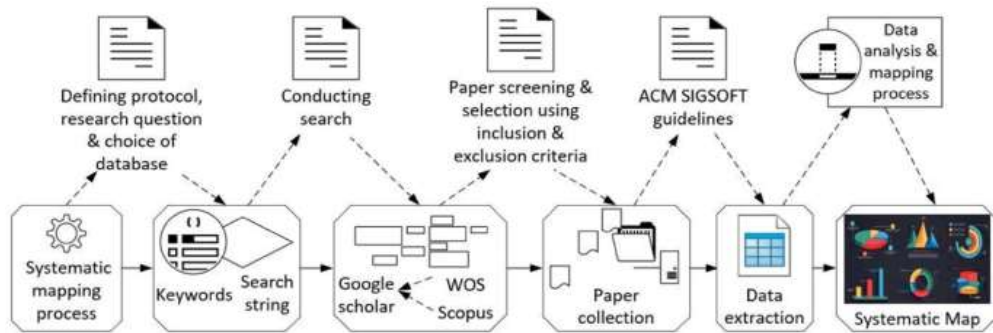 Defining protocol,
research question
& choice of
database
Conducting
search
Paper screening &
selection using
inclusion &
exclusion criteria
ACM SIGSOFT
guidelines
Data
analysis &
mapping
process
Systematic
mapping
process
{ }
Keywords
Search
string
Google
scholar
WOS
Scopus
Paper
collection
Data
extraction
Systematic Map